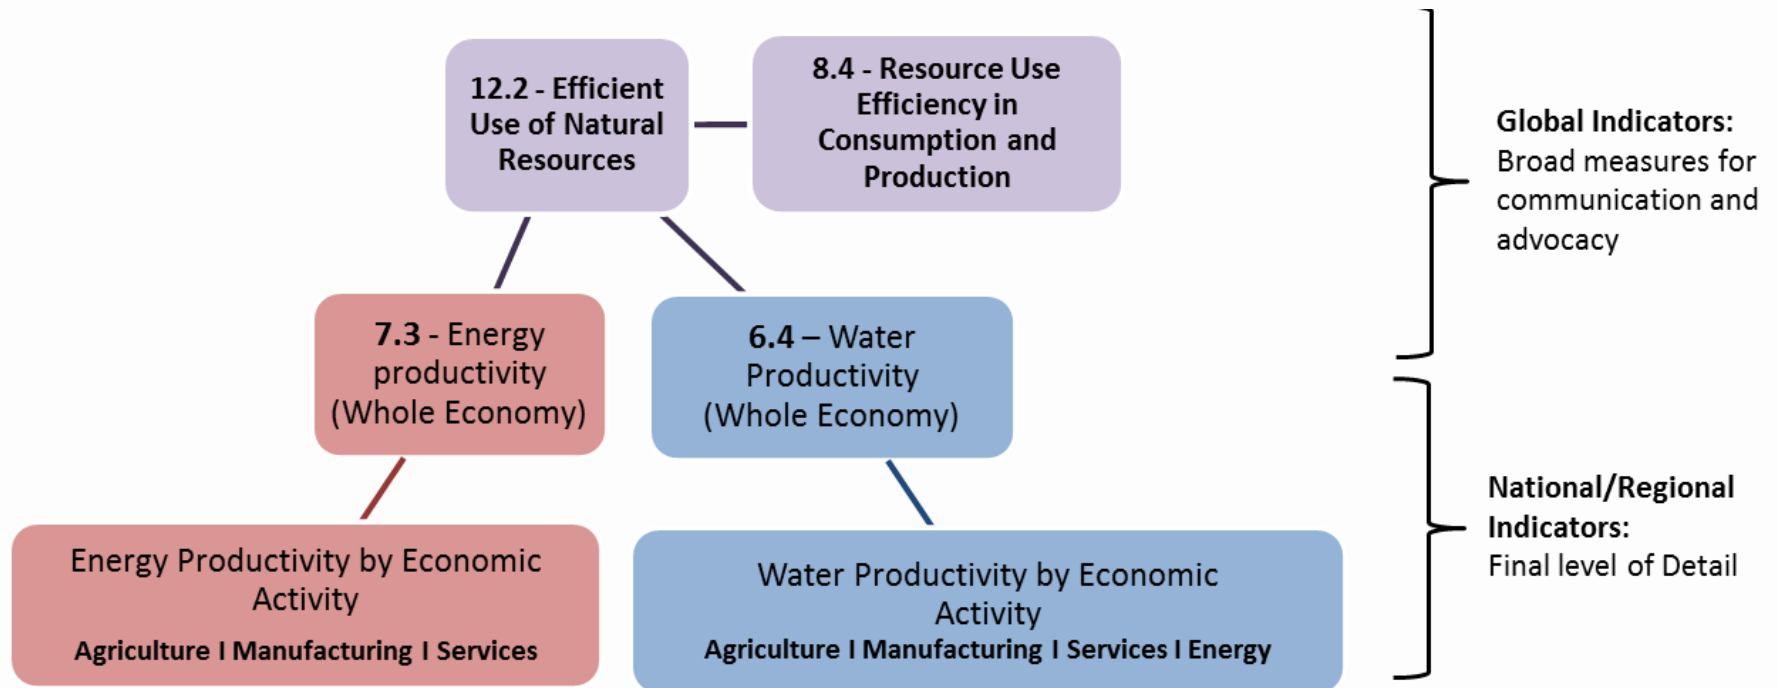 12.2 - Efficient
Use of Natural
Resources
8.4 - Resource Use
Efficiency in
Consumption and
Production
Global Indicators:
Broad measures for
communication and
advocacy
7.3 - Energy
productivity
(Whole Economy)
6.4 – Water
Productivity
(Whole Economy)
National/Regional
Indicators:
Final level of Detail
Energy Productivity by Economic
Activity
Agriculture I Manufacturing I Services
Water Productivity by Economic
Activity
Agriculture I Manufacturing I Services I Energy